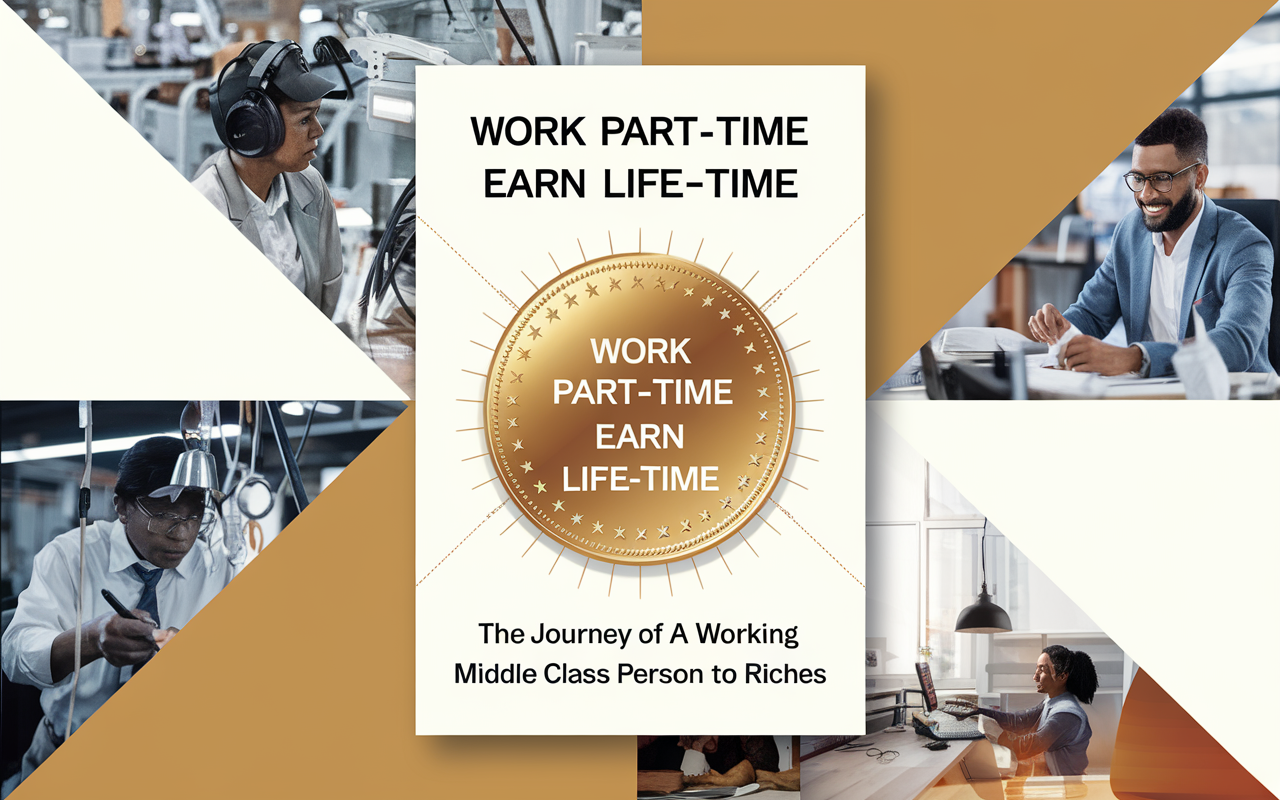 WORK PART-TIME
EARN LIFE-TIME
WORK
PART-TIME
EARN
LIFE-TIME
The Journey of A Working
Middle Class Person to Riches